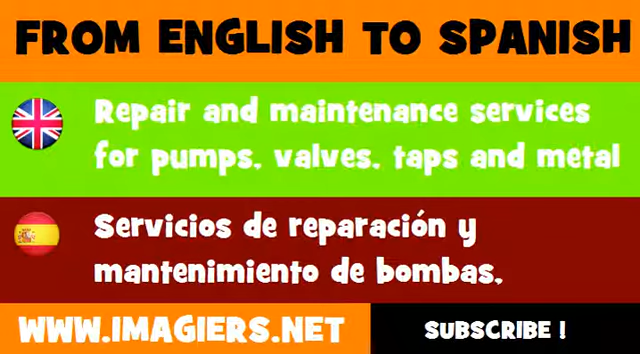 FROM ENGLISH TO SPANISH
Repair and maintenance services
for pumps, valves, taps and metal
Servicios de reparación y
mantenimiento de bombas,
WWW.IMAGIERS.NET
SUBSCRIBE !